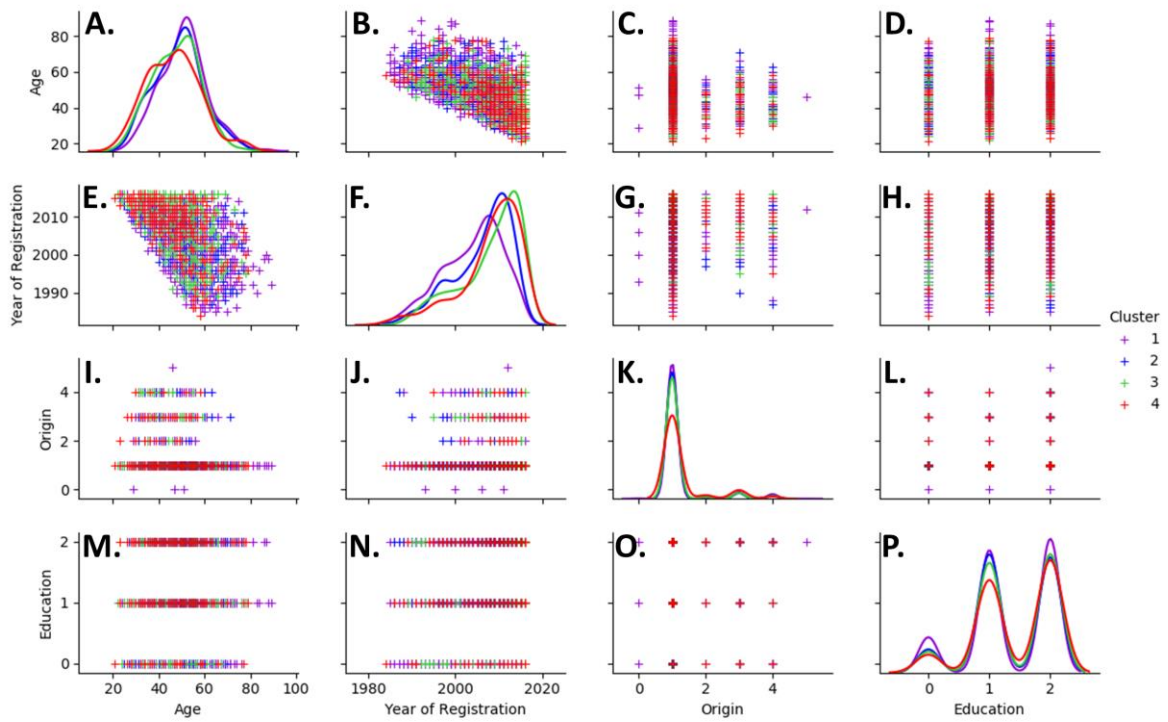 A. B. C. D.
80
60
40
20
Age
E. F. G. H.
2010
2000
1990
Year of Registration
Cluster
1
2
3
4
I. J. K. L.
4
2
0
Origin
M. N. O. P.
2
1
0
Education
20 40 60 80 100 1980 2000 2020 0 2 4 0 1 2
Age Year of Registration Origin Education